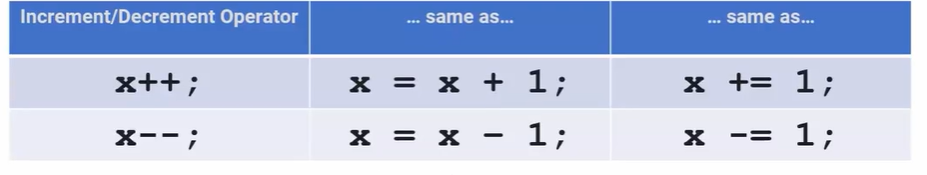 Increment/Decrement Operator ... same as... ... same as...
x++; x = x + 1; x += 1;
x--; x = x - 1; x -= 1;